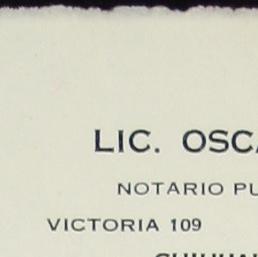 LIC. OSCA
NOTARIO PU
VICTORIA 109